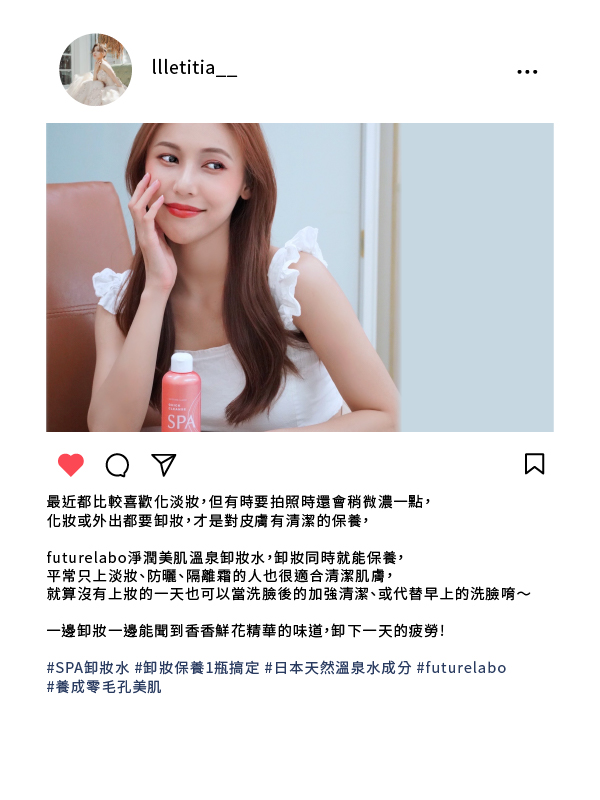 llletitia__
SPA
最近都比較喜歡化淡妝，但有時要拍照時還會稍微濃一點，
化妝或外出都要卸妝，才是對皮膚有清潔的保養，
futurelabo淨潤美肌溫泉卸妝水，卸妝同時就能保養，
平常只上淡妝、防曬、隔離霜的人也很適合清潔肌膚，
就算沒有上妝的一天也可以當洗臉後的加強清潔、或代替早上的洗臉唷～
一邊卸妝一邊能聞到香香鮮花精華的味道，卸下一天的疲勞！
#SPA卸妝水 #卸妝保養1瓶搞定 #日本天然溫泉水成分 #futurelabo
#養成零毛孔美肌